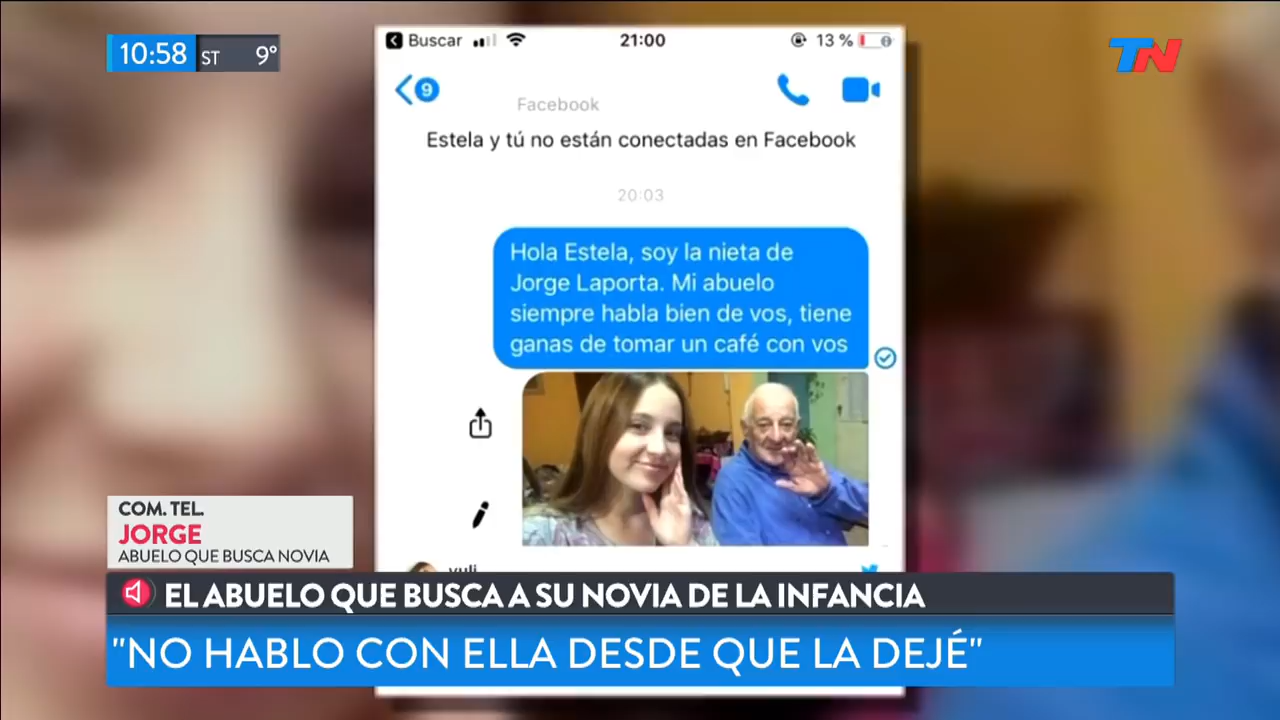 10:58 ST 9°
TN
Buscar 21:00 13 %
9
Facebook
Estela y tú no están conectadas en Facebook
20:03
Hola Estela, soy la nieta de
Jorge Laporta. Mi abuelo
siempre habla bien de vos, tiene
ganas de tomar un café con vos
COM. TEL.
JORGE
ABUELO QUE BUSCA NOVIA
yuli
EL ABUELO QUE BUSCA A SU NOVIA DE LA INFANCIA
"NO HABLO CON ELLA DESDE QUE LA DEJÉ"